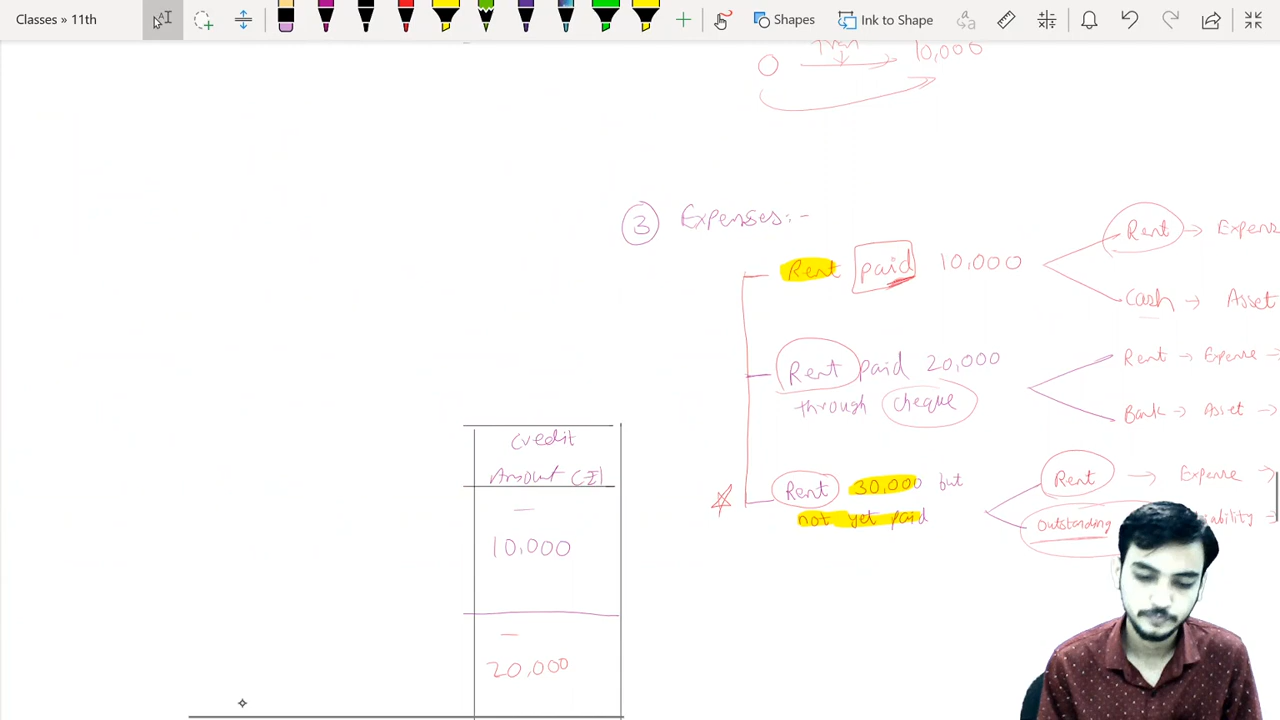 Classes » 11th
Shapes
Ink to Shape
10,000
③ Expenses:-
Rent paid 10,000
Rent → Expens
Cash → Asset
Rent paid 20,000
through cheque
Rent → Expense →
Bank → Asset →
Rent 30,000 but
not yet paid
Rent → Expense →
Outstanding
iability →
Credit
Amount (₹)
—
10,000
—
20,000